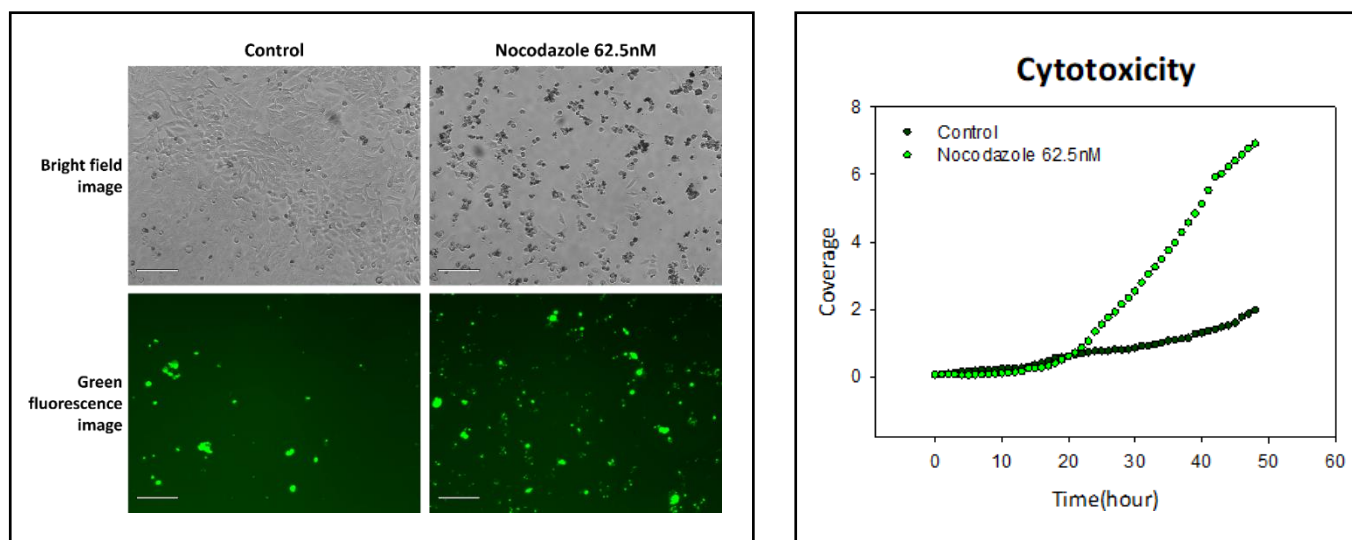 Control
Nocodazole 62.5nM
Bright field
image
Green
fluorescence
image
Cytotoxicity
Control
Nocodazole 62.5nM
8
6
4
2
0
Coverage
0 10 20 30 40 50 60
Time(hour)